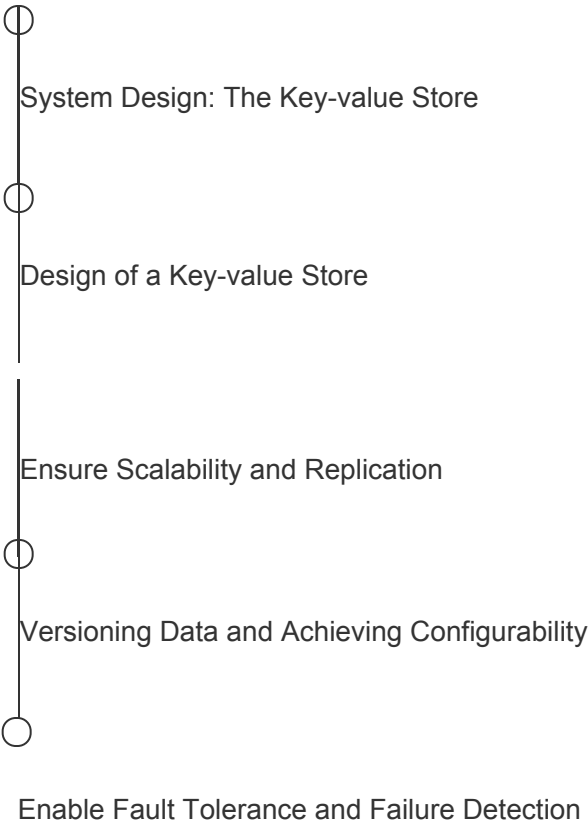 System Design: The Key-value Store
Design of a Key-value Store
Ensure Scalability and Replication
Versioning Data and Achieving Configurability
Enable Fault Tolerance and Failure Detection